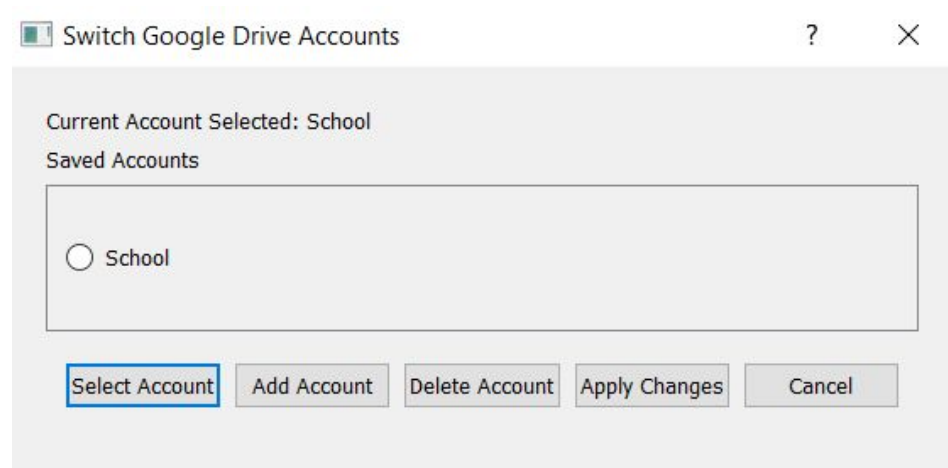 Switch Google Drive Accounts ?
Current Account Selected: School
Saved Accounts
School
Select Account Add Account Delete Account Apply Changes Cancel